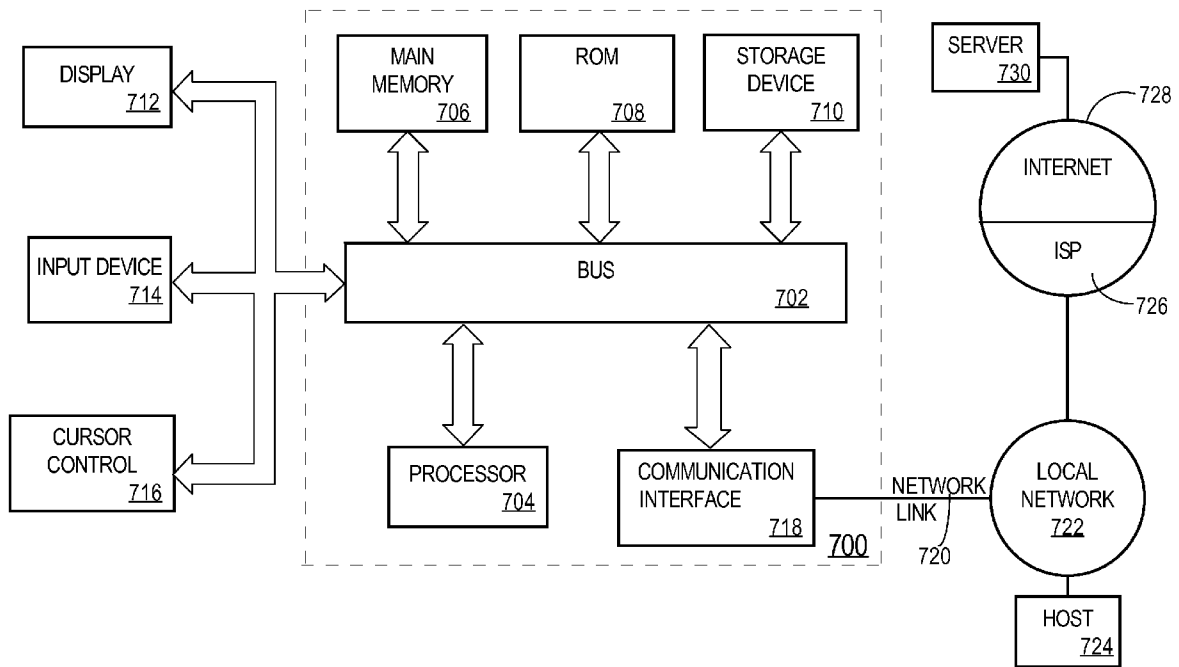 DISPLAY
712
INPUT DEVICE
714
CURSOR
CONTROL
716
MAIN
MEMORY
706
ROM
708
STORAGE
DEVICE
710
BUS
702
PROCESSOR
704
COMMUNICATION
INTERFACE
718
700
NETWORK
LINK
720
SERVER
730
728
INTERNET
ISP
726
LOCAL
NETWORK
722
HOST
724